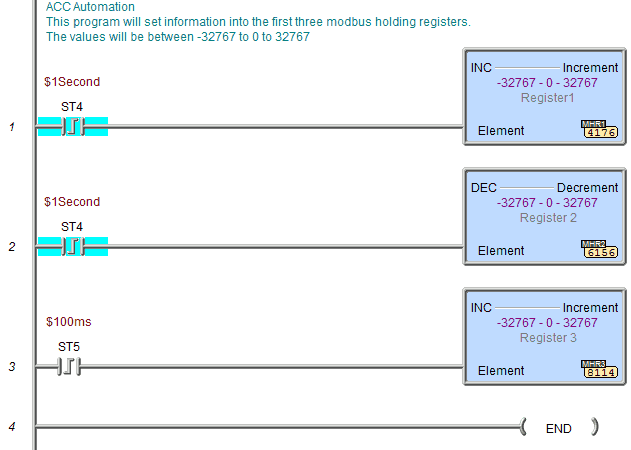 ACC Automation
This program will set information into the first three modbus holding registers.
The values will be between -32767 to 0 to 32767
$1Second
ST4
1
INC Increment
-32767 - 0 - 32767
Register1
Element
MHR1
4176
$1Second
ST4
2
DEC Decrement
-32767 - 0 - 32767
Register 2
Element
MHR2
6156
$100ms
ST5
3
INC Increment
-32767 - 0 - 32767
Register 3
Element
MHR3
8114
4
END